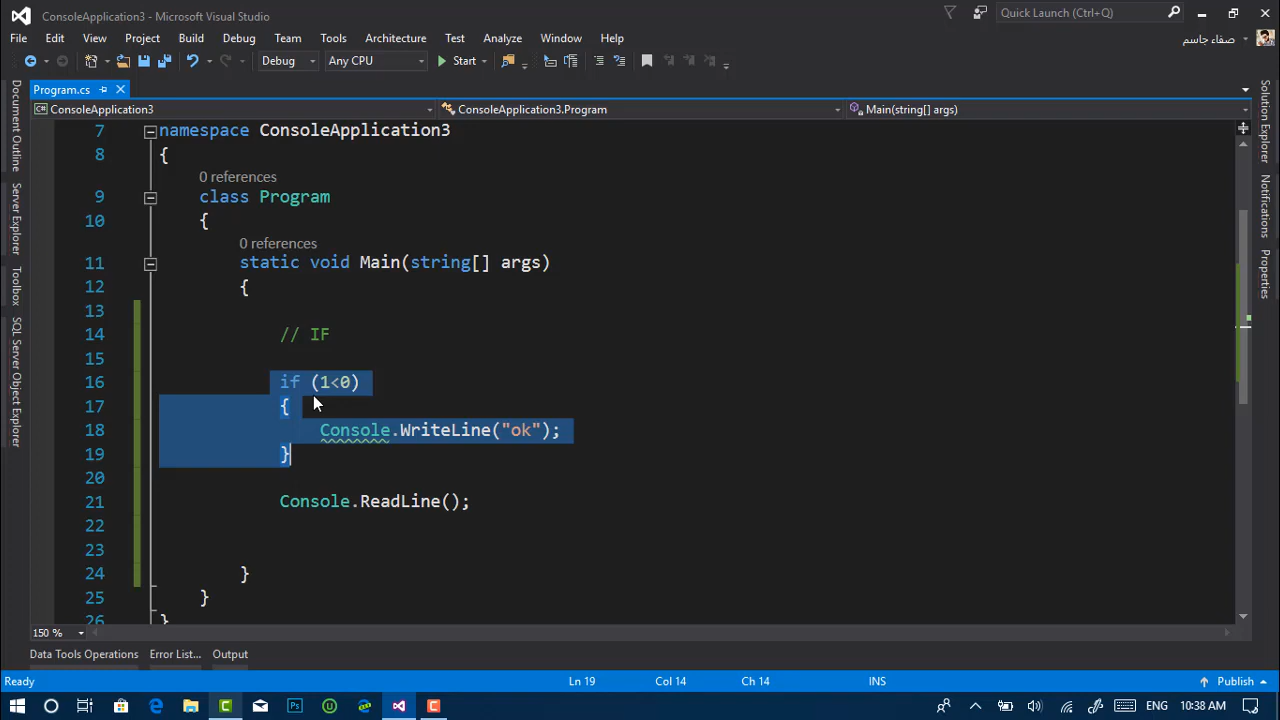 ConsoleApplication3 - Microsoft Visual Studio
Quick Launch (Ctrl+Q)
File Edit View Project Build Debug Team Tools Architecture Test Analyze Window Help
صفاء جاسم
Debug Any CPU Start
Program.cs
ConsoleApplication3 ConsoleApplication3.Program Main(string[] args)
Document Outline
Server Explorer
Toolbox
SQL Server Object Explorer
7 namespace ConsoleApplication3
8 {
0 references
9 class Program
10 {
0 references
11 static void Main(string[] args)
12 {
13
14 // IF
15
16 if (1<0)
17 {
18 Console.WriteLine("ok");
19 }
20
21 Console.ReadLine();
22
23
24 }
25 }
26 }
Solution Explorer
Notifications
Properties
150 %
Data Tools Operations Error List... Output
Ready Ln 19 Col 14 Ch 14 INS Publish
ENG 10:38 AM